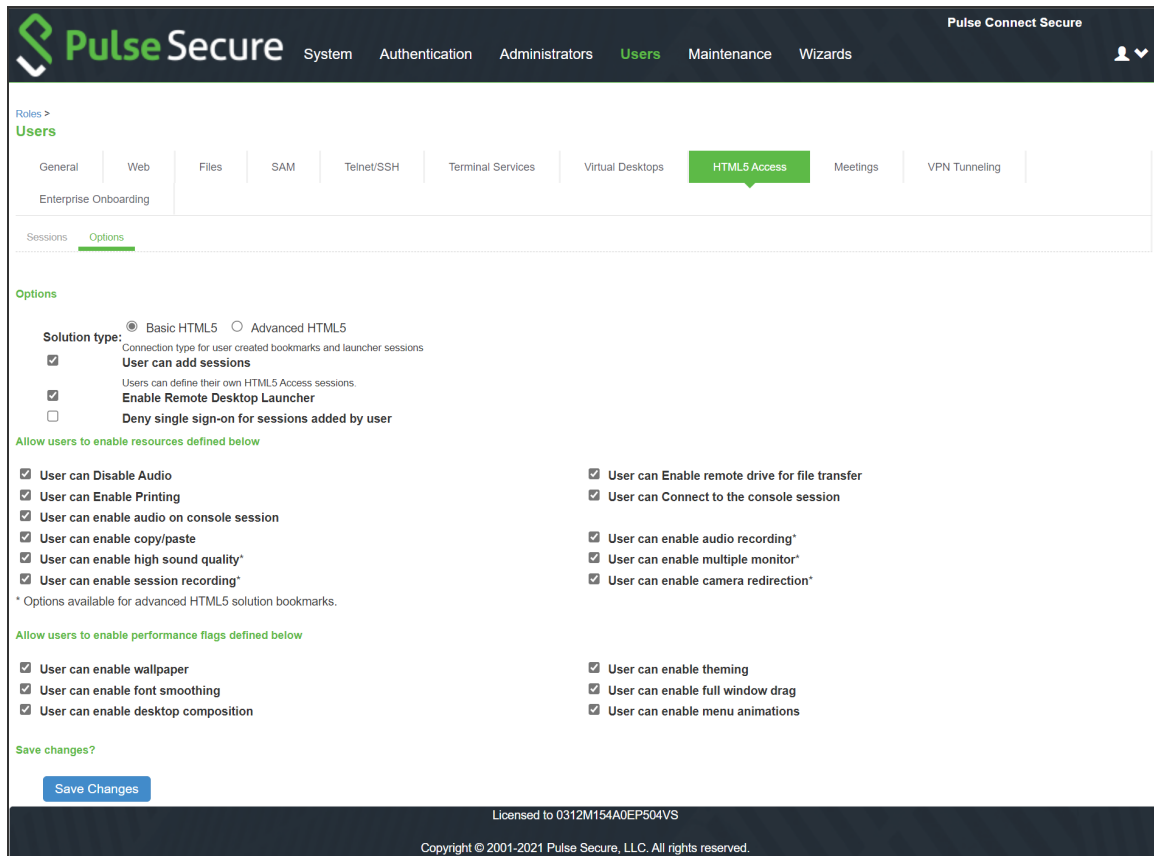 Pulse Connect Secure
Pulse Secure System Authentication Administrators Users Maintenance Wizards
Roles >
Users
General Web Files SAM Telnet/SSH Terminal Services Virtual Desktops HTML5 Access Meetings VPN Tunneling
Enterprise Onboarding
Sessions Options
Options
Solution type: Basic HTML5 Advanced HTML5
Connection type for user created bookmarks and launcher sessions
User can add sessions
Users can define their own HTML5 Access sessions.
Enable Remote Desktop Launcher
Deny single sign-on for sessions added by user
Allow users to enable resources defined below
User can Disable Audio User can Enable remote drive for file transfer
User can Enable Printing User can Connect to the console session
User can enable audio on console session
User can enable copy/paste User can enable audio recording*
User can enable high sound quality* User can enable multiple monitor*
User can enable session recording* User can enable camera redirection*
* Options available for advanced HTML5 solution bookmarks.
Allow users to enable performance flags defined below
User can enable wallpaper User can enable theming
User can enable font smoothing User can enable full window drag
User can enable desktop composition User can enable menu animations
Save changes?
Save Changes
Licensed to 0312M154A0EP504VS
Copyright © 2001-2021 Pulse Secure, LLC. All rights reserved.